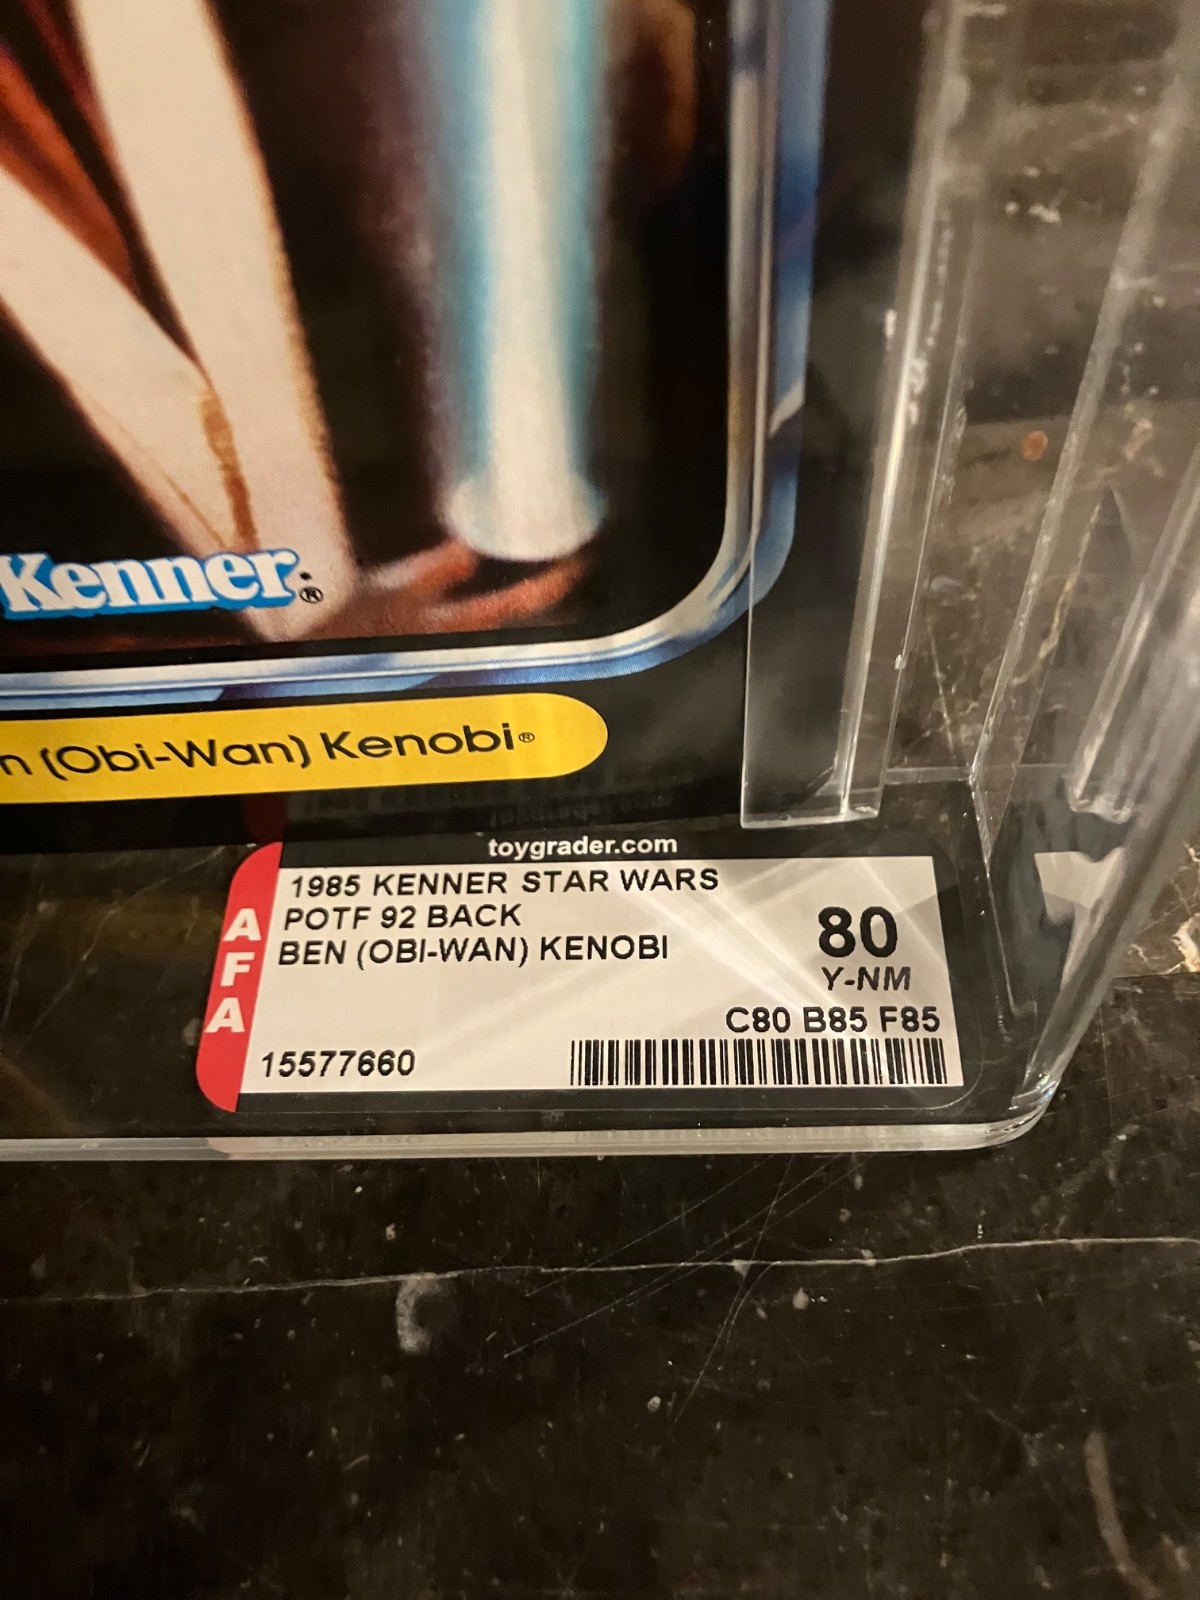 Kenner®
n (Obi-Wan) Kenobi®
toygrader.com
AFA
1985 KENNER STAR WARS
POTF 92 BACK
BEN (OBI-WAN) KENOBI
80
Y-NM
C80 B85 F85
15577660